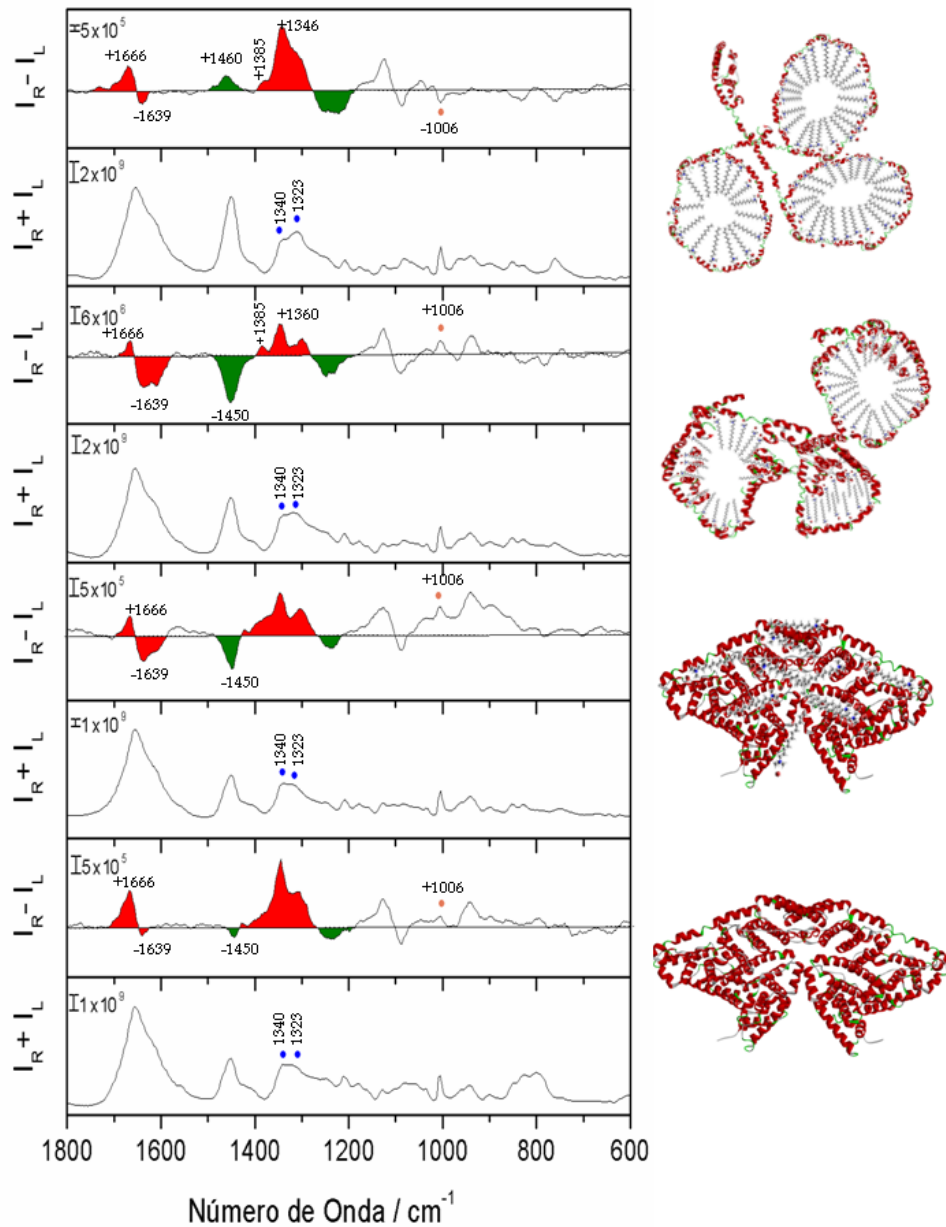 I_R - I_L
5x10^5
+1666
-1639
+1460
+1385
+1346
-1006
I_R + I_L
2x10^9
1340
1323
I_R - I_L
6x10^6
+1666
-1639
-1450
+1385
+1360
+1006
I_R + I_L
2x10^9
1340
1323
I_R - I_L
5x10^5
+1666
-1639
-1450
+1006
I_R + I_L
1x10^9
1340
1323
I_R - I_L
5x10^5
+1666
-1639
-1450
+1006
I_R + I_L
1x10^9
1340
1323
1800 1600 1400 1200 1000 800 600
Número de Onda / cm^-1